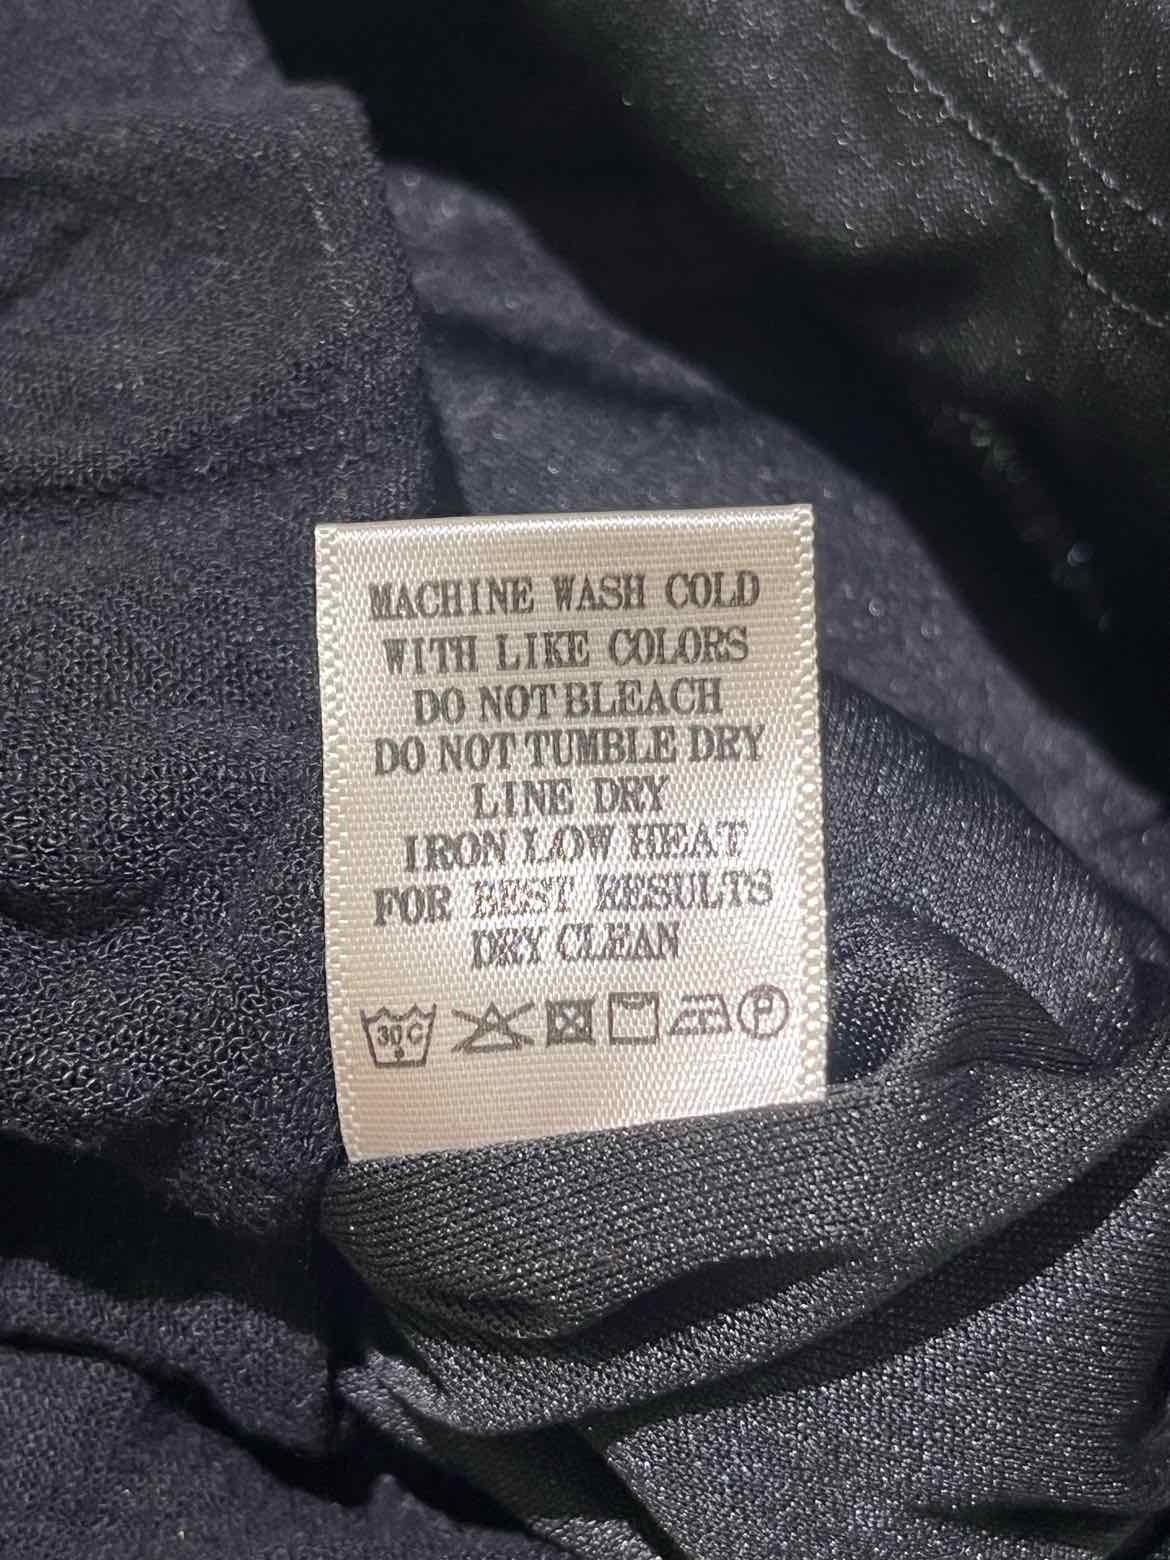 MACHINE WASH COLD
WITH LIKE COLORS
DO NOT BLEACH
DO NOT TUMBLE DRY
LINE DRY
IRON LOW HEAT
FOR BEST RESULTS
DRY CLEAN
30C P